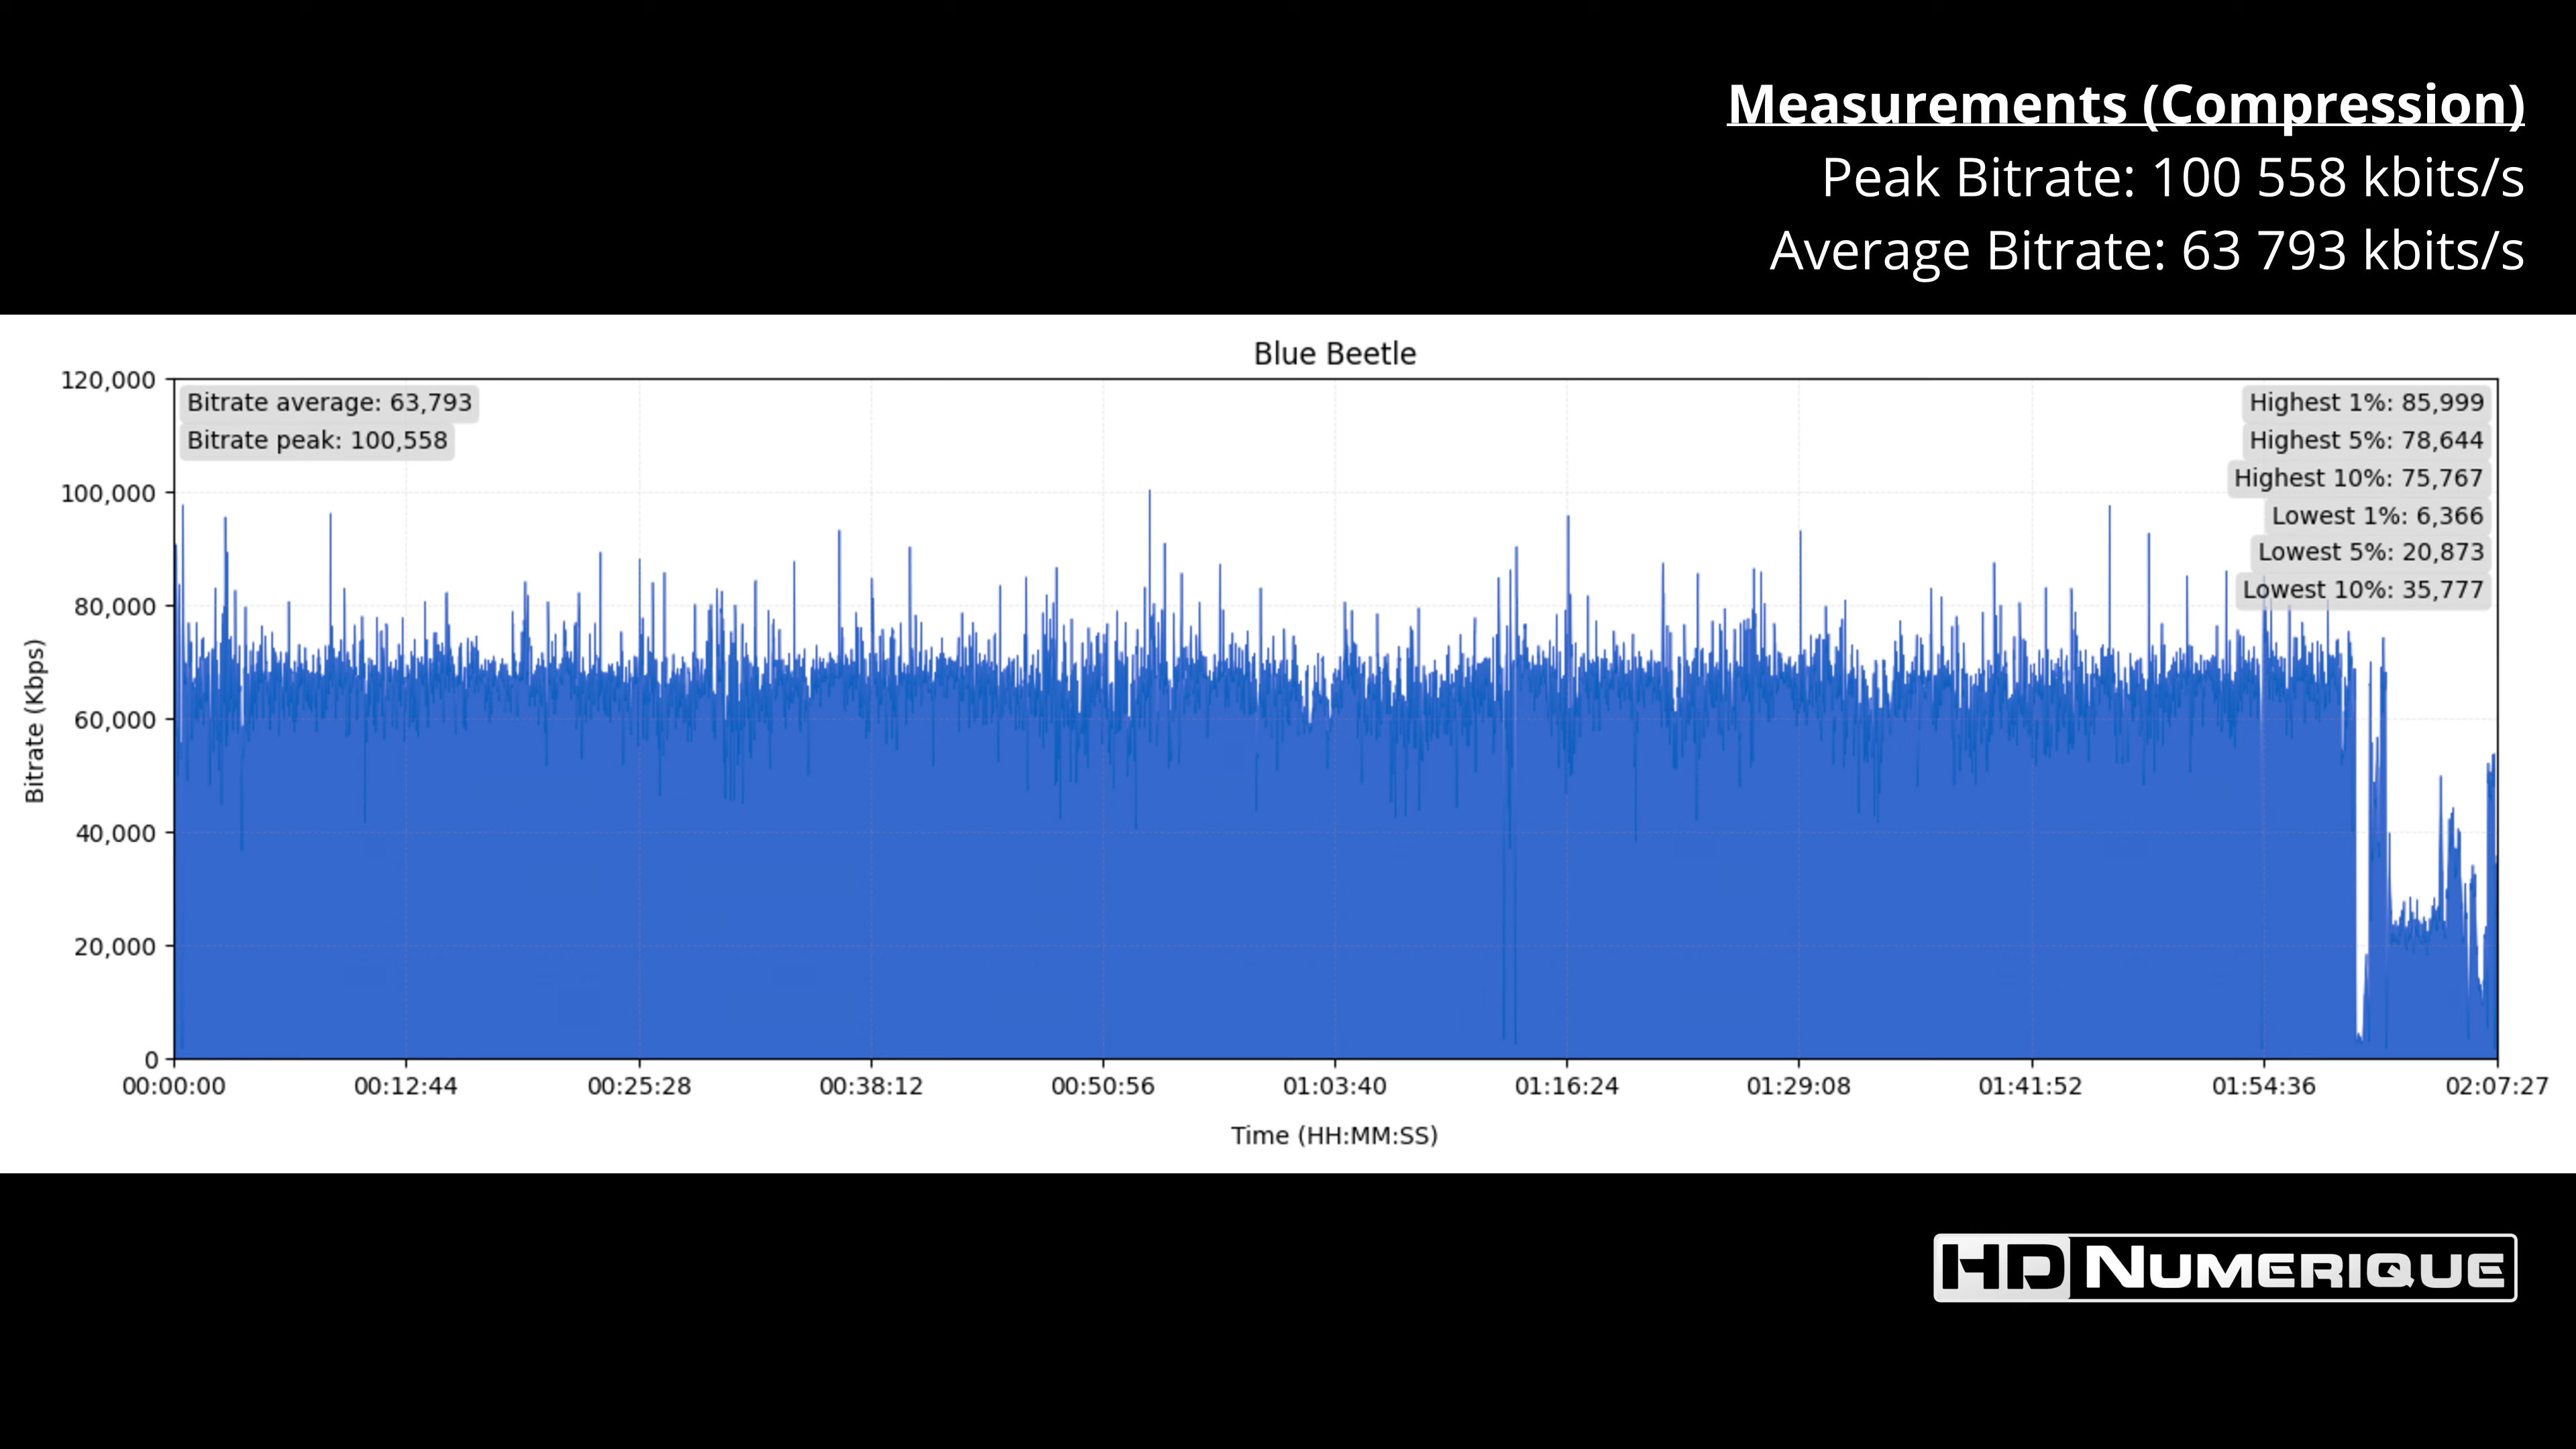 Measurements (Compression)
Peak Bitrate: 100 558 kbits/s
Average Bitrate: 63 793 kbits/s
Blue Beetle
Bitrate average: 63,793
Bitrate peak: 100,558
Highest 1%: 85,999
Highest 5%: 78,644
Highest 10%: 75,767
Lowest 1%: 6,366
Lowest 5%: 20,873
Lowest 10%: 35,777
Bitrate (Kbps)
120,000
100,000
80,000
60,000
40,000
20,000
0
00:00:00 00:12:44 00:25:28 00:38:12 00:50:56 01:03:40 01:16:24 01:29:08 01:41:52 01:54:36 02:07:27
Time (HH:MM:SS)
HD NUMERIQUE